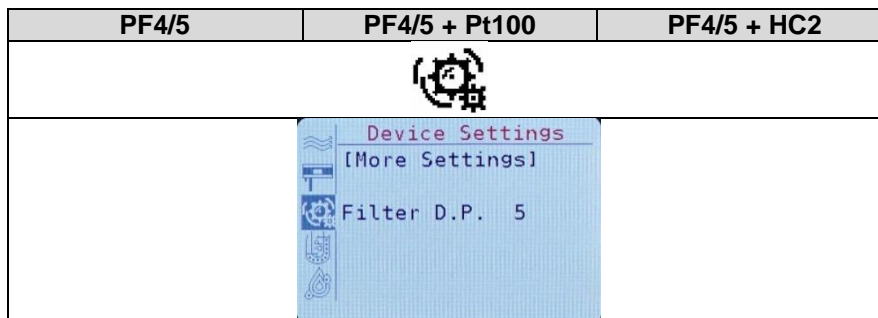 PF4/5 PF4/5 + Pt100 PF4/5 + HC2
Device Settings
[More Settings]
Filter D.P. 5